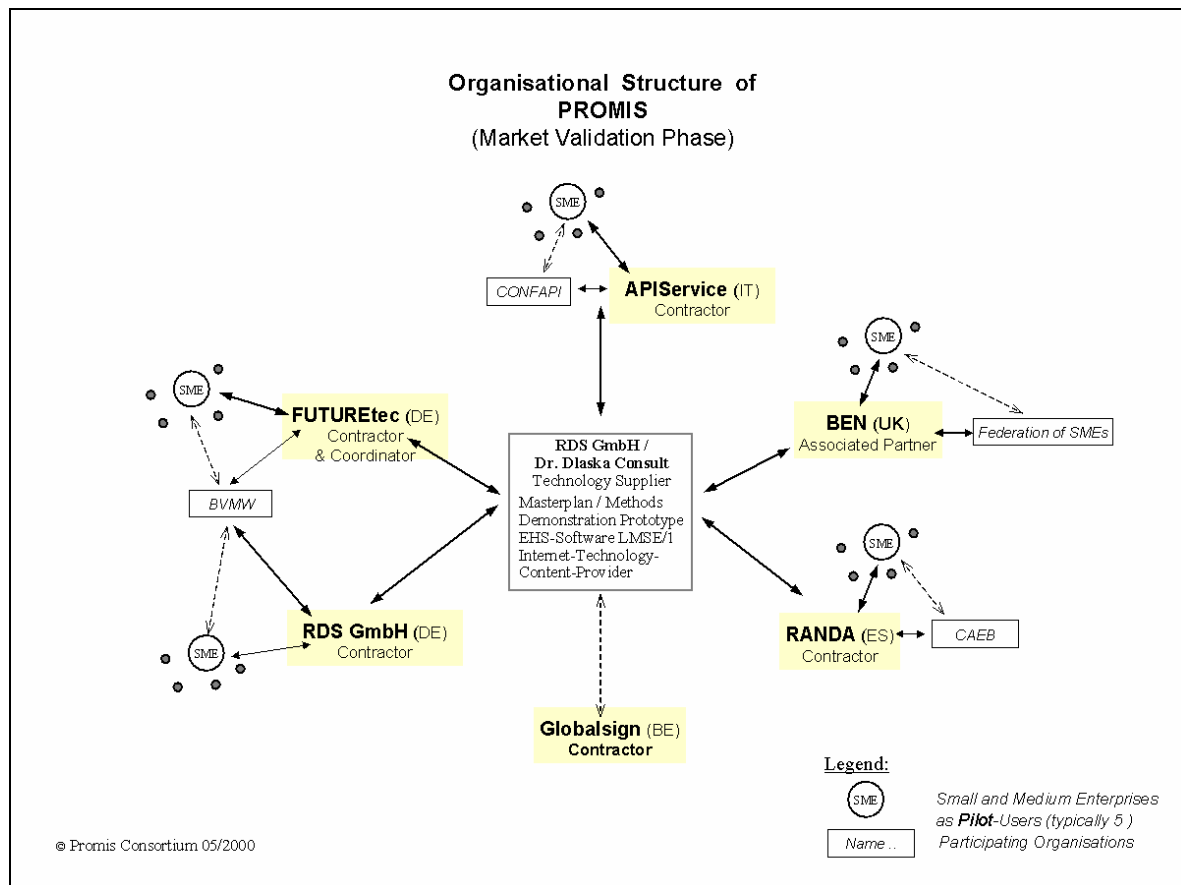 Organisational Structure of
PROMIS
(Market Validation Phase)
SME
CONFAPI
APIService (IT)
Contractor
SME
BEN (UK)
Associated Partner
Federation of SMEs
SME
FUTUREtec (DE)
Contractor
& Coordinator
BVMW
RDS GmbH /
Dr. Dlaska Consult
Technology Supplier
Masterplan / Methods
Demonstration Prototype
EHS-Software LMSE/1
Internet-Technology-
Content-Provider
SME
RANDA (ES)
Contractor
CAEB
RDS GmbH (DE)
Contractor
SME
Globalsign (BE)
Contractor
Legend:
SME
Small and Medium Enterprises
as Pilot-Users (typically 5 )
Name ..
Participating Organisations
© Promis Consortium 05/2000